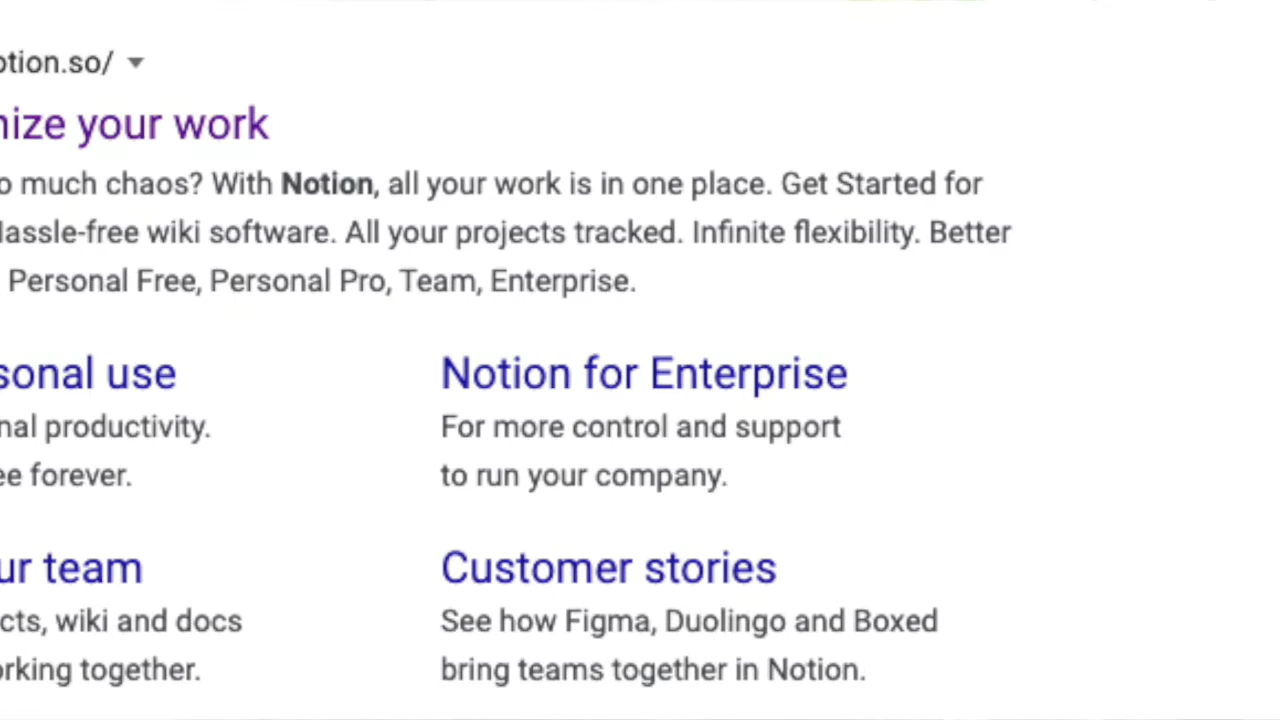 otion.so/
nize your work
o much chaos? With Notion, all your work is in one place. Get Started for
assle-free wiki software. All your projects tracked. Infinite flexibility. Better
Personal Free, Personal Pro, Team, Enterprise.
sonal use
nal productivity.
ee forever.
Notion for Enterprise
For more control and support
to run your company.
ur team
cts, wiki and docs
orking together.
Customer stories
See how Figma, Duolingo and Boxed
bring teams together in Notion.